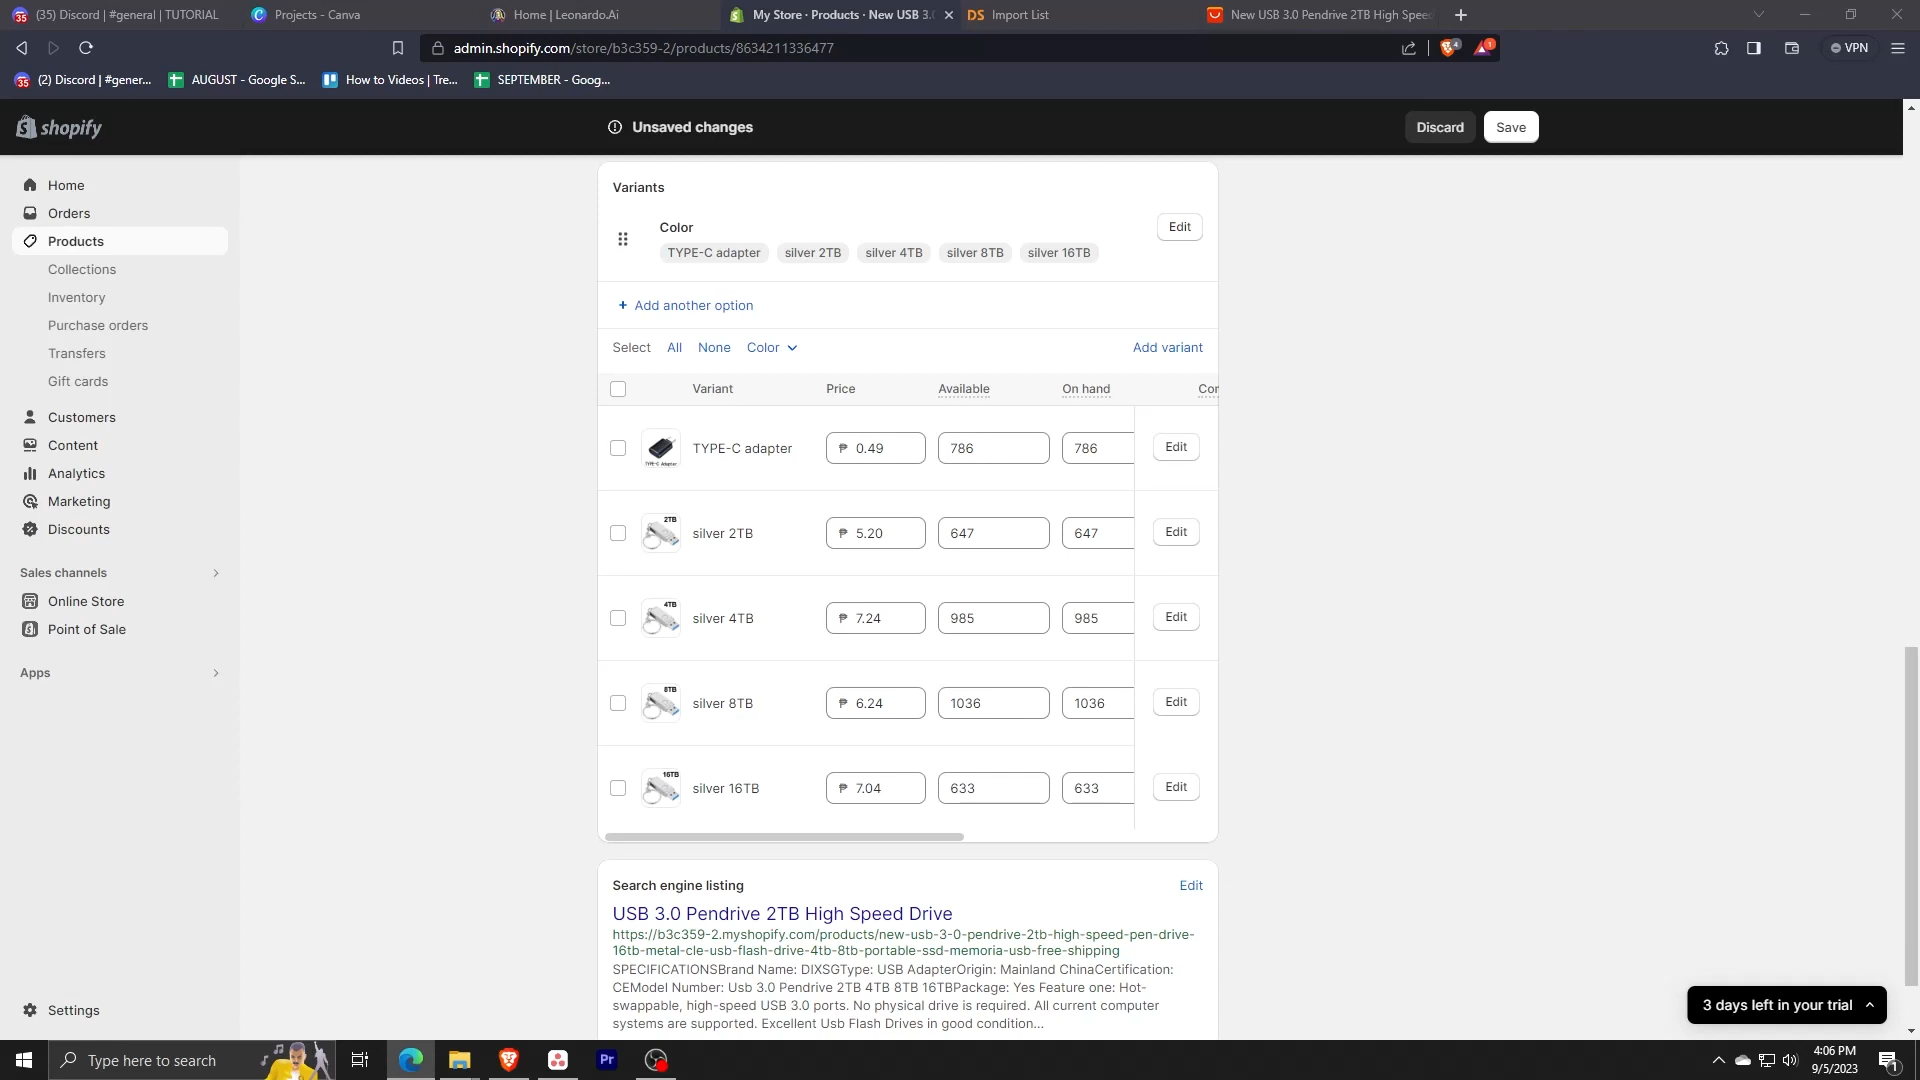 (35) Discord | #general | TUTORIAL
Projects - Canva
Home | Leonardo.Ai
My Store · Products · New USB 3.
DS Import List
New USB 3.0 Pendrive 2TB High Speed
admin.shopify.com/store/b3c359-2/products/8634211336477
VPN
(2) Discord | #gener...
AUGUST - Google S...
How to Videos | Tre...
SEPTEMBER - Goog...
shopify
Unsaved changes
Discard
Save
Home
Orders
Products
Collections
Inventory
Purchase orders
Transfers
Gift cards
Customers
Content
Analytics
Marketing
Discounts
Sales channels
Online Store
Point of Sale
Apps
Settings
Variants
Color
Edit
TYPE-C adapter silver 2TB silver 4TB silver 8TB silver 16TB
+ Add another option
Select All None Color Add variant
Variant Price Available On hand Cor
TYPE-C adapter ₱ 0.49 786 786 Edit
silver 2TB ₱ 5.20 647 647 Edit
silver 4TB ₱ 7.24 985 985 Edit
silver 8TB ₱ 6.24 1036 1036 Edit
silver 16TB ₱ 7.04 633 633 Edit
Search engine listing Edit
USB 3.0 Pendrive 2TB High Speed Drive
https://b3c359-2.myshopify.com/products/new-usb-3-0-pendrive-2tb-high-speed-pen-drive-
16tb-metal-cle-usb-flash-drive-4tb-8tb-portable-ssd-memoria-usb-free-shipping
SPECIFICATIONSBrand Name: DIXSGType: USB AdapterOrigin: Mainland ChinaCertification:
CEModel Number: Usb 3.0 Pendrive 2TB 4TB 8TB 16TBPackage: Yes Feature one: Hot-
swappable, high-speed USB 3.0 ports. No physical drive is required. All current computer
systems are supported. Excellent Usb Flash Drives in good condition...
3 days left in your trial
Type here to search
Pr
4:06 PM
9/5/2023
1